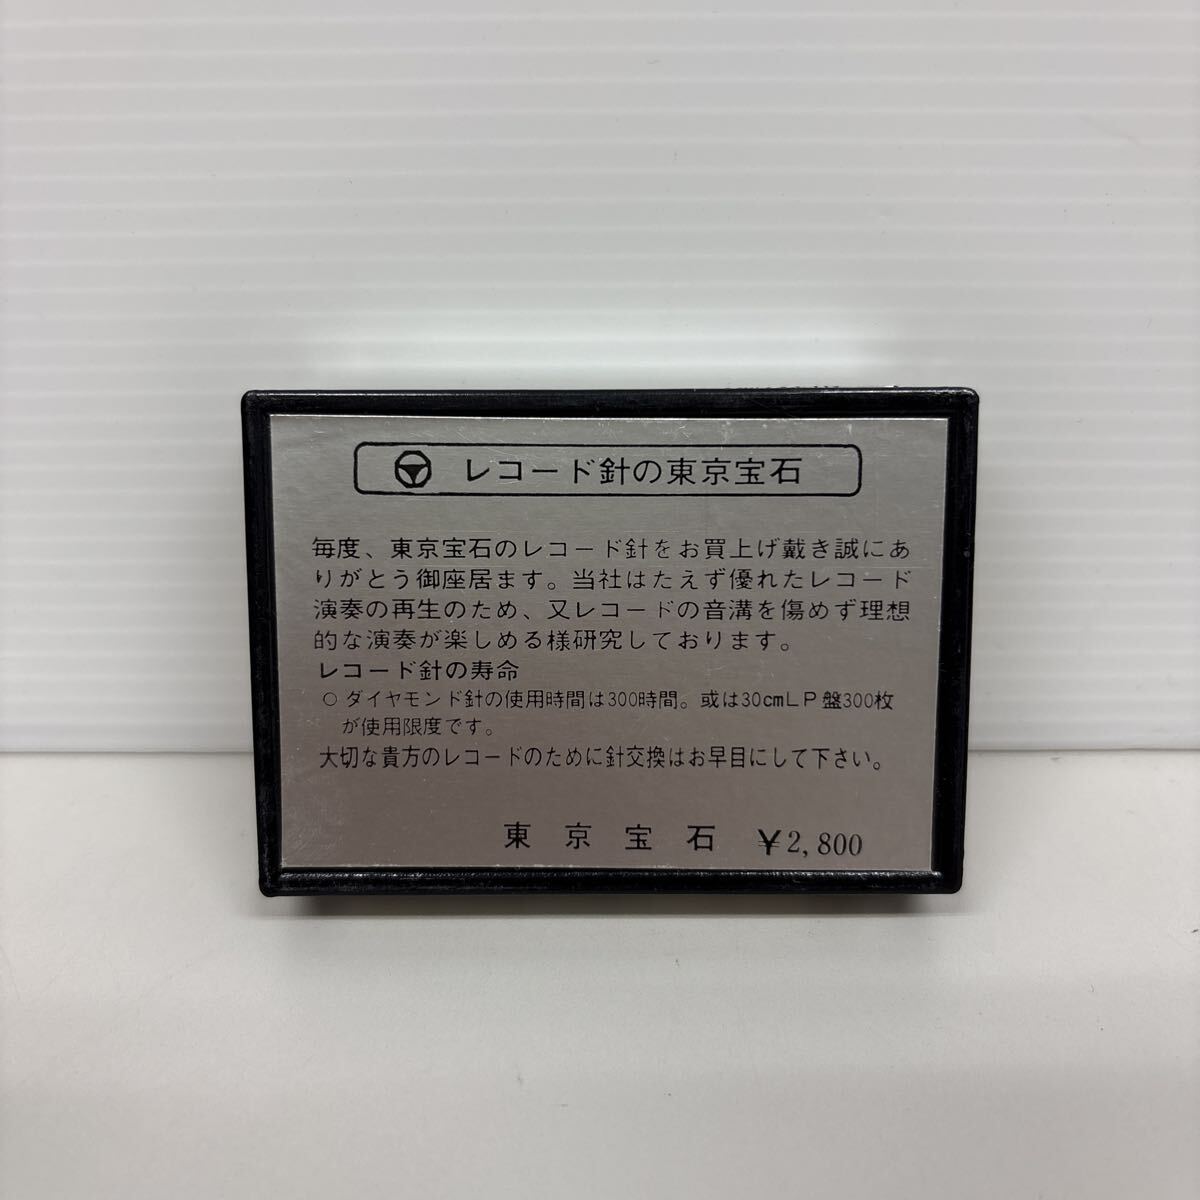 レコード針の東京宝石
毎度、東京宝石のレコード針をお買上げ戴き誠にあ
りがとう御座居ます。当社はたえず優れたレコード
演奏の再生のため、又レコードの音溝を傷めず理想
的な演奏が楽しめる様研究しております。
レコード針の寿命
○ ダイヤモンド針の使用時間は300時間。或は30cmLP盤300枚
が使用限度です。
大切な貴方のレコードのために針交換はお早目にして下さい。
東京宝石 ¥2,800